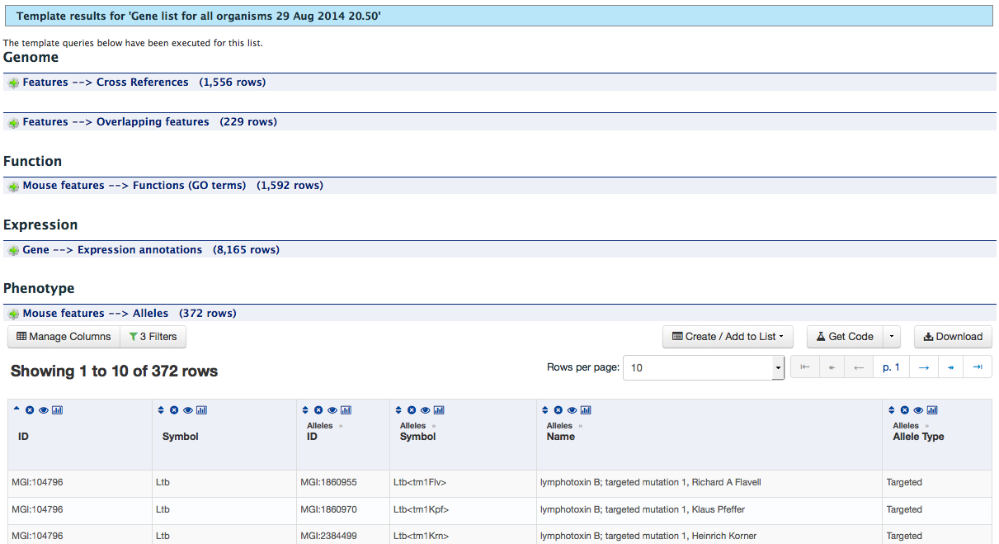 Template results for 'Gene list for all organisms 29 Aug 2014 20.50'
The template queries below have been executed for this list.
Genome
Features --> Cross References (1,556 rows)
Features --> Overlapping features (229 rows)
Function
Mouse features --> Functions (GO terms) (1,592 rows)
Expression
Gene --> Expression annotations (8,165 rows)
Phenotype
Mouse features --> Alleles (372 rows)
Manage Columns 3 Filters Create / Add to List Get Code Download
Showing 1 to 10 of 372 rows Rows per page: 10 p. 1
Alleles » Alleles » Alleles » Alleles »
ID Symbol ID Symbol Name Allele Type
MGI:104796 Ltb MGI:1860955 Ltb<tm1Flv> lymphotoxin B; targeted mutation 1, Richard A Flavell Targeted
MGI:104796 Ltb MGI:1860970 Ltb<tm1Kpf> lymphotoxin B; targeted mutation 1, Klaus Pfeffer Targeted
MGI:104796 Ltb MGI:2384499 Ltb<tm1Krn> lymphotoxin B; targeted mutation 1, Heinrich Korner Targeted